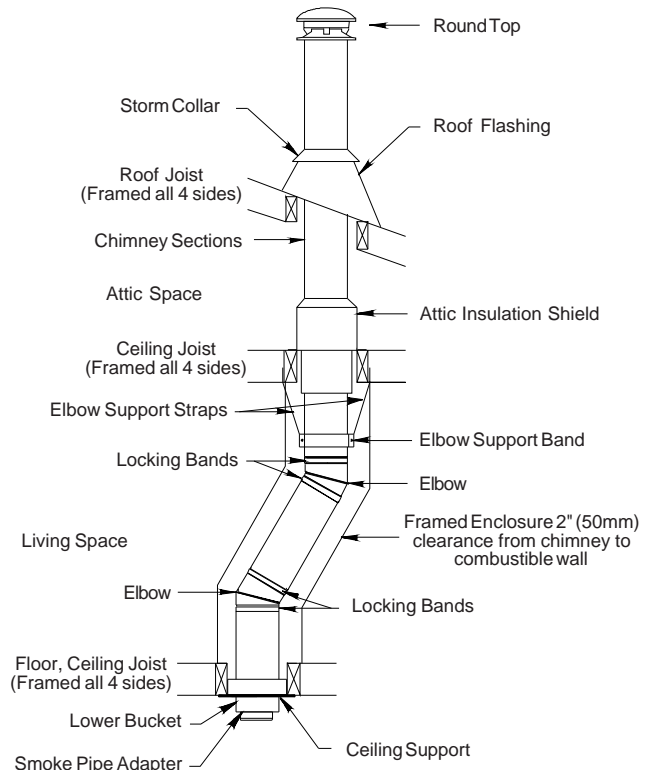 Round Top
Storm Collar
Roof Flashing
Roof Joist
(Framed all 4 sides)
Chimney Sections
Attic Space
Attic Insulation Shield
Ceiling Joist
(Framed all 4 sides)
Elbow Support Straps
Elbow Support Band
Locking Bands
Elbow
Framed Enclosure 2" (50mm)
clearance from chimney to
combustible wall
Living Space
Elbow
Locking Bands
Floor, Ceiling Joist
(Framed all 4 sides)
Lower Bucket
Ceiling Support
Smoke Pipe Adapter